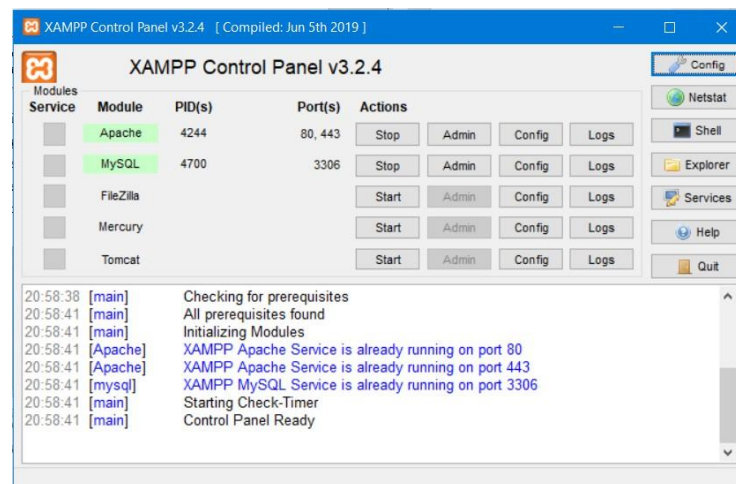 XAMPP Control Panel v3.2.4 [ Compiled: Jun 5th 2019 ]
XAMPP Control Panel v3.2.4
Config
Modules
Service Module PID(s) Port(s) Actions
Netstat
Apache 4244 80, 443 Stop Admin Config Logs
Shell
MySQL 4700 3306 Stop Admin Config Logs
Explorer
FileZilla Start Admin Config Logs
Services
Mercury Start Admin Config Logs
Help
Tomcat Start Admin Config Logs
Quit
20:58:38 [main] Checking for prerequisites
20:58:41 [main] All prerequisites found
20:58:41 [main] Initializing Modules
20:58:41 [Apache] XAMPP Apache Service is already running on port 80
20:58:41 [Apache] XAMPP Apache Service is already running on port 443
20:58:41 [mysql] XAMPP MySQL Service is already running on port 3306
20:58:41 [main] Starting Check-Timer
20:58:41 [main] Control Panel Ready